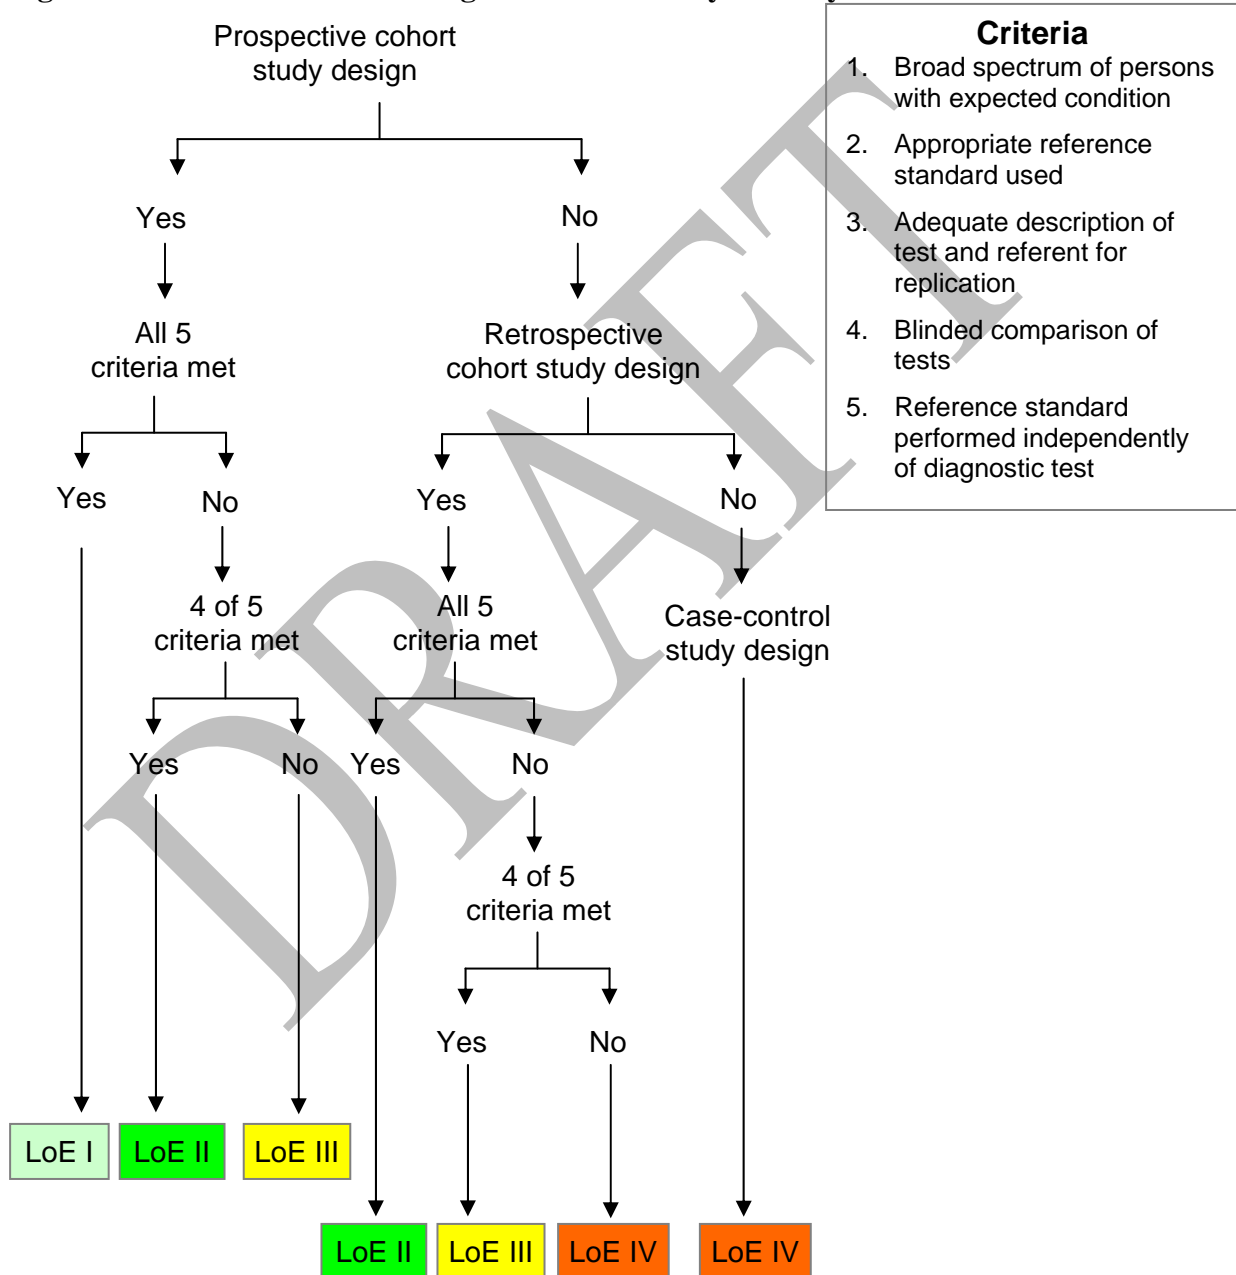 Prospective cohort
study design
Criteria
1. Broad spectrum of persons
with expected condition
2. Appropriate reference
standard used
3. Adequate description of
test and referent for
replication
4. Blinded comparison of
tests
5. Reference standard
performed independently
of diagnostic test
Yes
No
All 5
criteria met
Retrospective
cohort study design
Yes
No
Yes
No
4 of 5
criteria met
All 5
criteria met
Case-control
study design
Yes
No
Yes
No
4 of 5
criteria met
Yes
No
LoE I
LoE II
LoE III
LoE II
LoE III
LoE IV
LoE IV
DRAFT